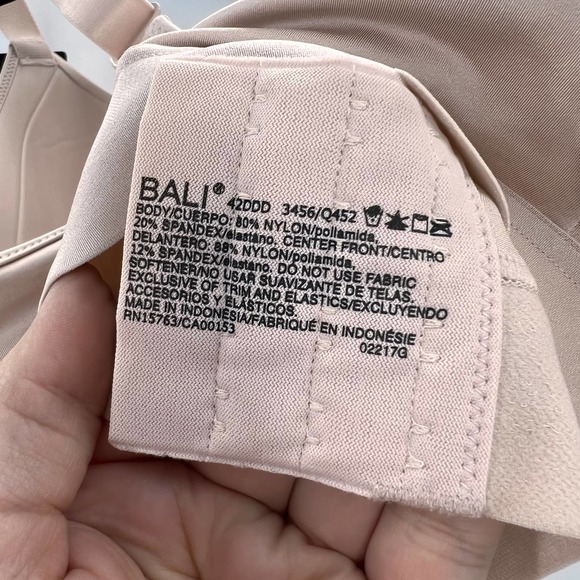 BALI® 42DDD 3456/Q452
BODY/CUERPO: 80% NYLON/poliamida,
20% SPANDEX/elastano. CENTER FRONT/CENTRO
DELANTERO: 88% NYLON/poliamida,
12% SPANDEX/elastano. DO NOT USE FABRIC
SOFTENER/NO USAR SUAVIZANTE DE TELAS.
EXCLUSIVE OF TRIM AND ELASTICS/EXCLUYENDO
ACCESORIOS Y ELÁSTICOS.
MADE IN INDONESIA/FABRIQUÉ EN INDONÉSIE
RN15763/CA00153
02217G